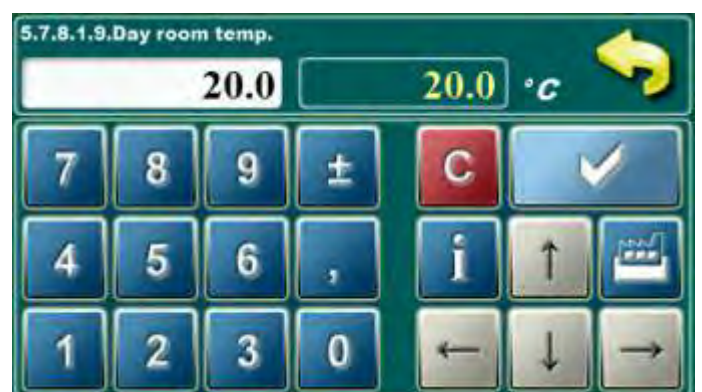 5.7.8.1.9.Day room temp.
20.0 20.0 °C
7 8 9 ± C
4 5 6 , i ↑
1 2 3 0 ← ↓ →